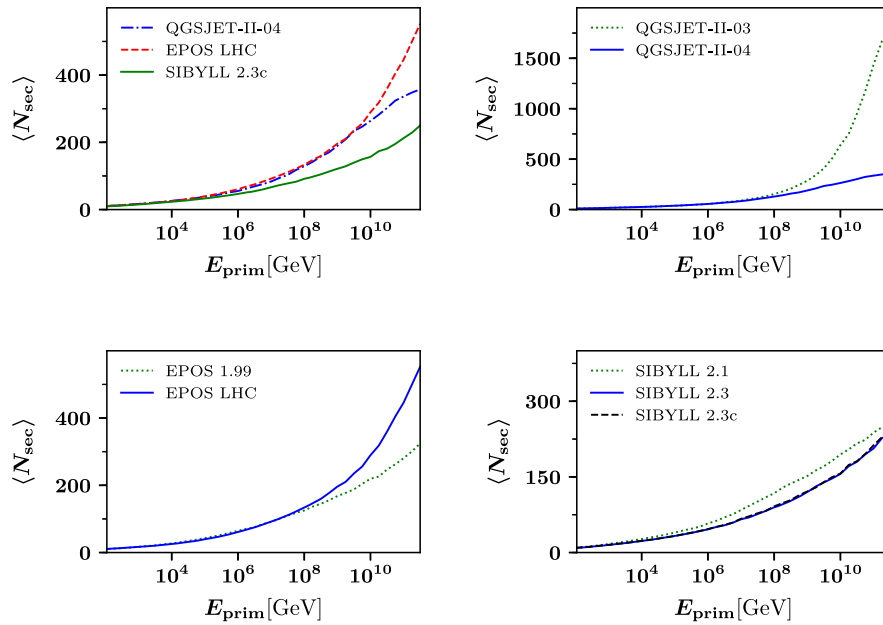 QGSJET-II-04
EPOS LHC
SIBYLL 2.3c
400
200
0
⟨N_sec⟩
10^4 10^6 10^8 10^10
E_prim[GeV]
QGSJET-II-03
QGSJET-II-04
1500
1000
500
0
⟨N_sec⟩
10^4 10^6 10^8 10^10
E_prim[GeV]
EPOS 1.99
EPOS LHC
400
200
0
⟨N_sec⟩
10^4 10^6 10^8 10^10
E_prim[GeV]
SIBYLL 2.1
SIBYLL 2.3
SIBYLL 2.3c
300
150
0
⟨N_sec⟩
10^4 10^6 10^8 10^10
E_prim[GeV]